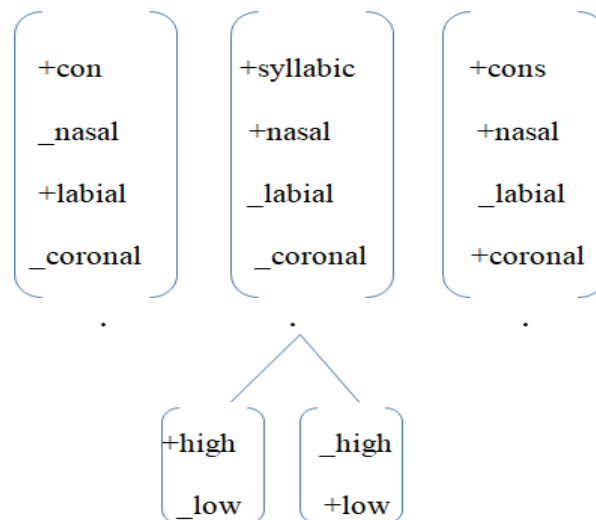 +con +syllabic +cons
_nasal +nasal +nasal
+labial _labial _labial
_coronal _coronal +coronal
. . .
+high _high
_low +low